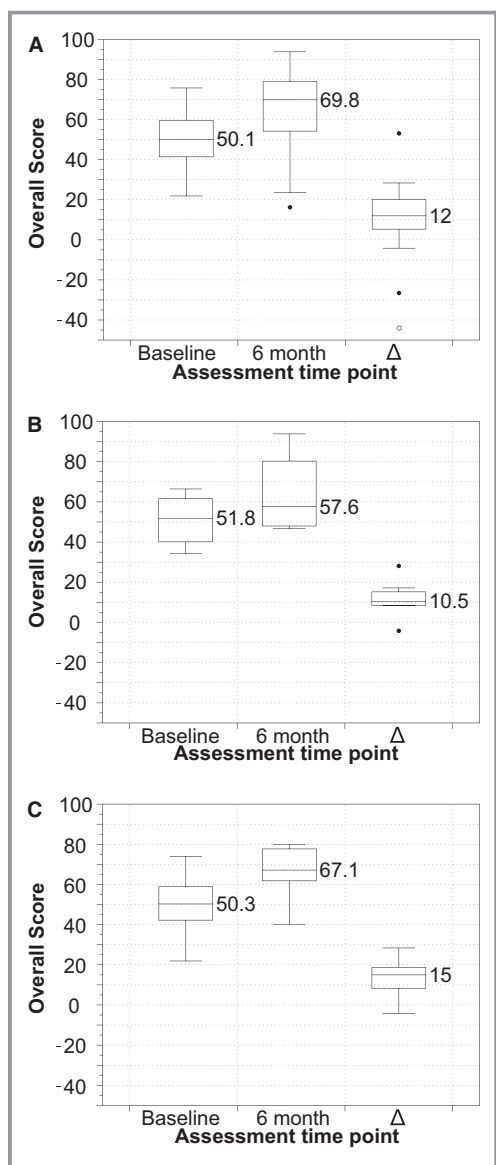 A
Overall Score
100
80
60
40
20
0
-20
-40
50.1
69.8
12
Baseline 6 month Δ
Assessment time point
B
Overall Score
100
80
60
40
20
0
-20
-40
51.8
57.6
10.5
Baseline 6 month Δ
Assessment time point
C
Overall Score
100
80
60
40
20
0
-20
-40
50.3
67.1
15
Baseline 6 month Δ
Assessment time point